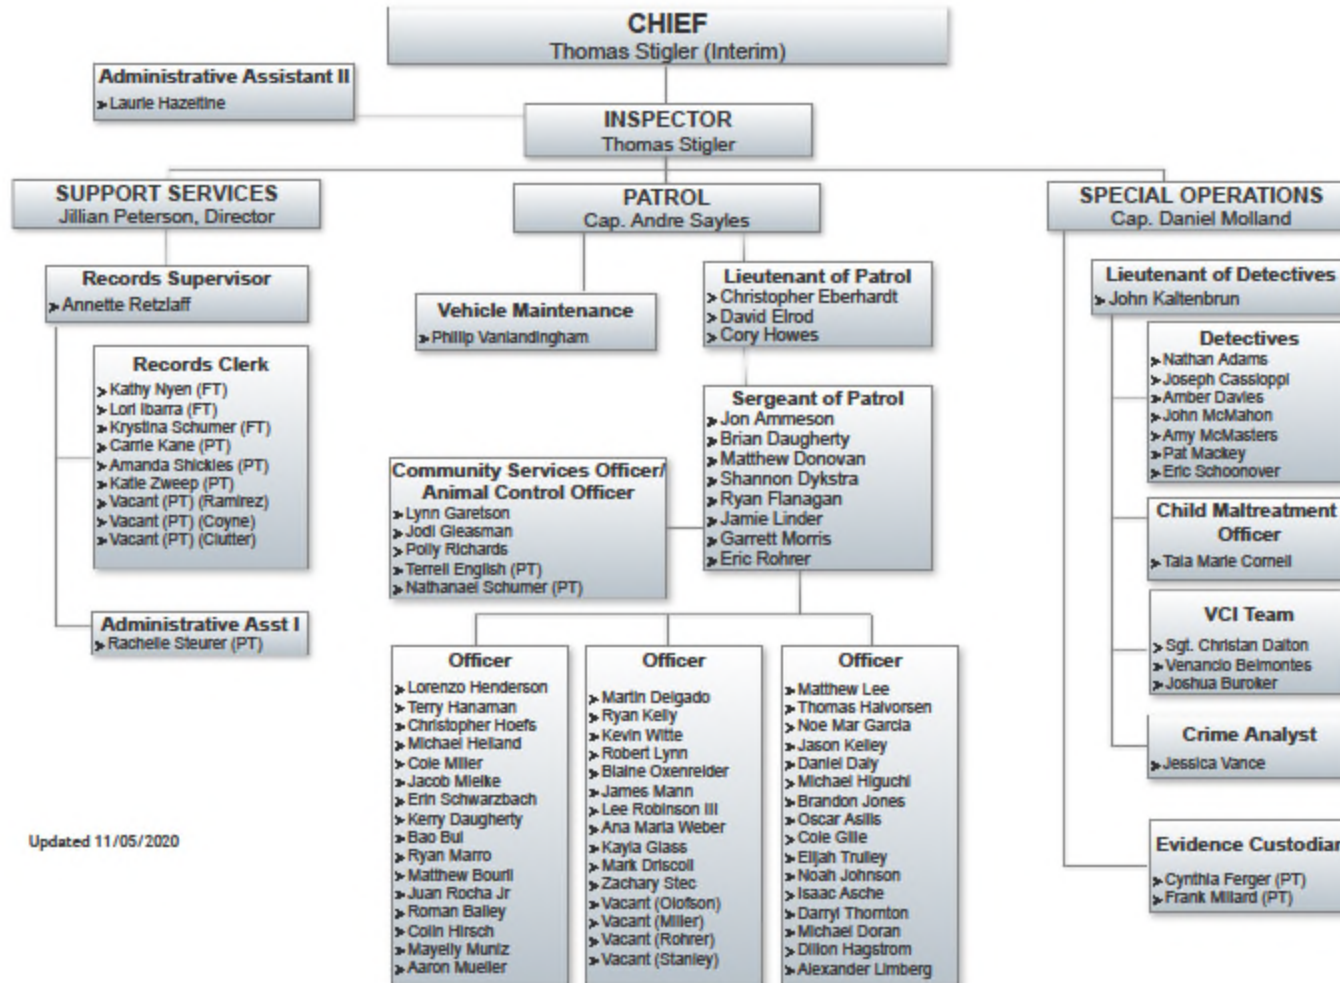 CHIEF
Thomas Stigler (Interim)
Administrative Assistant II
Laurie Hazeltine
INSPECTOR
Thomas Stigler
SUPPORT SERVICES
Jillian Peterson, Director
Records Supervisor
Annette Retzlaff
Records Clerk
Kathy Nyen (FT)
Lori Ibarra (FT)
Krystina Schumer (FT)
Carrie Kane (PT)
Amanda Shickles (PT)
Katie Zweep (PT)
Vacant (PT) (Ramirez)
Vacant (PT) (Coyne)
Vacant (PT) (Clutter)
Administrative Asst I
Rachelle Steurer (PT)
PATROL
Cap. Andre Sayles
Vehicle Maintenance
Phillip Vanlandingham
Lieutenant of Patrol
Christopher Eberhardt
David Elrod
Cory Howes
Sergeant of Patrol
Jon Ammeson
Brian Daugherty
Matthew Donovan
Shannon Dykstra
Ryan Flanagan
Jamie Linder
Garrett Morris
Eric Rohrer
Community Services Officer/
Animal Control Officer
Lynn Garetson
Jodi Gleasman
Polly Richards
Terrell English (PT)
Nathanael Schumer (PT)
Officer
Lorenzo Henderson
Terry Hanaman
Christopher Hoefs
Michael Helland
Cole Miller
Jacob Mielke
Erin Schwarzbach
Kerry Daugherty
Bao Bui
Ryan Marro
Matthew Bouril
Juan Rocha Jr
Roman Bailey
Colin Hirsch
Mayelly Muniz
Aaron Mueller
Officer
Martin Delgado
Ryan Kelly
Kevin Witte
Robert Lynn
Blaine Oxenreider
James Mann
Lee Robinson III
Ana Maria Weber
Kayla Glass
Mark Driscoll
Zachary Stec
Vacant (Olofson)
Vacant (Miller)
Vacant (Rohrer)
Vacant (Stanley)
Officer
Matthew Lee
Thomas Halvorsen
Noe Mar Garcia
Jason Kelley
Daniel Daly
Michael Higuchi
Brandon Jones
Oscar Asilis
Cole Gille
Elijah Trulley
Noah Johnson
Isaac Asche
Darryl Thornton
Michael Doran
Dillon Hagstrom
Alexander Limberg
SPECIAL OPERATIONS
Cap. Daniel Molland
Lieutenant of Detectives
John Kaltenbrun
Detectives
Nathan Adams
Joseph Cassioppi
Amber Davies
John McMahon
Amy McMasters
Pat Mackey
Eric Schoonover
Child Maltreatment
Officer
Tala Marie Cornell
VCI Team
Sgt. Christan Dalton
Venancio Belmontes
Joshua Buroker
Crime Analyst
Jessica Vance
Evidence Custodian
Cynthia Ferger (PT)
Frank Millard (PT)
Updated 11/05/2020